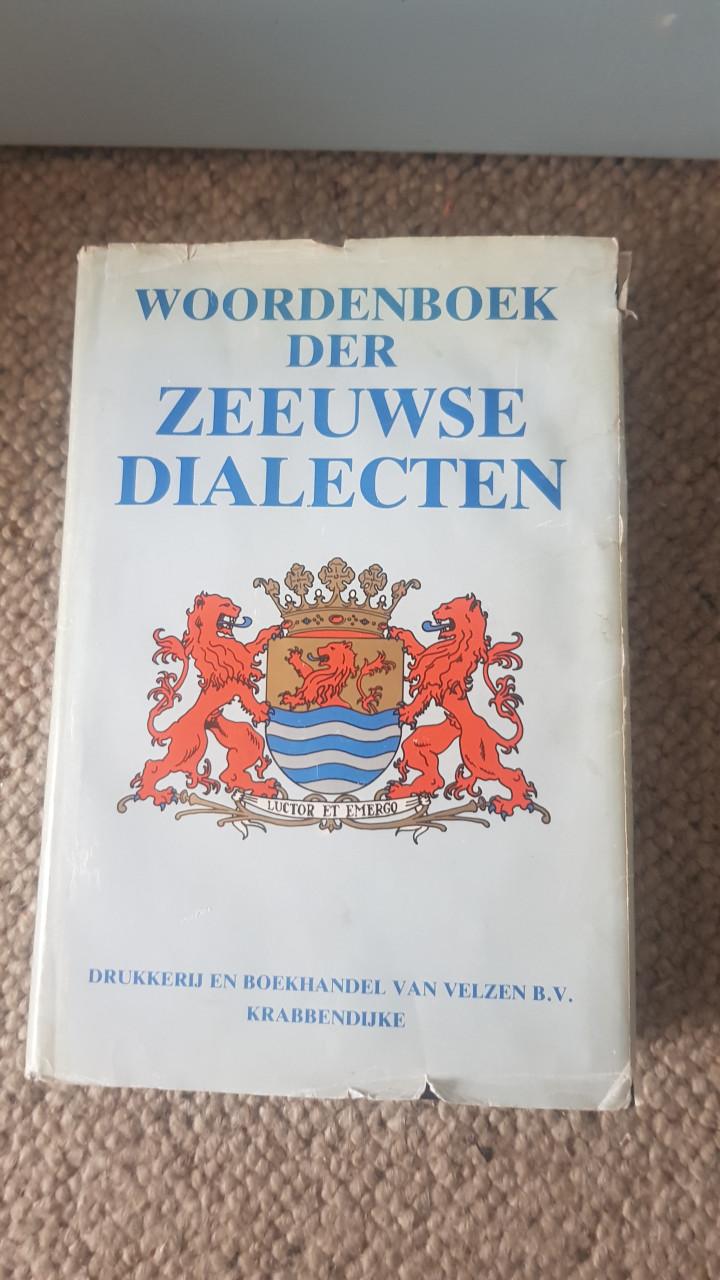 WOORDENBOEK
DER
ZEEUWSE
DIALECTEN
LUCTOR ET EMERGO
DRUKKERIJ EN BOEKHANDEL VAN VELZEN B.V.
KRABBENDIJKE